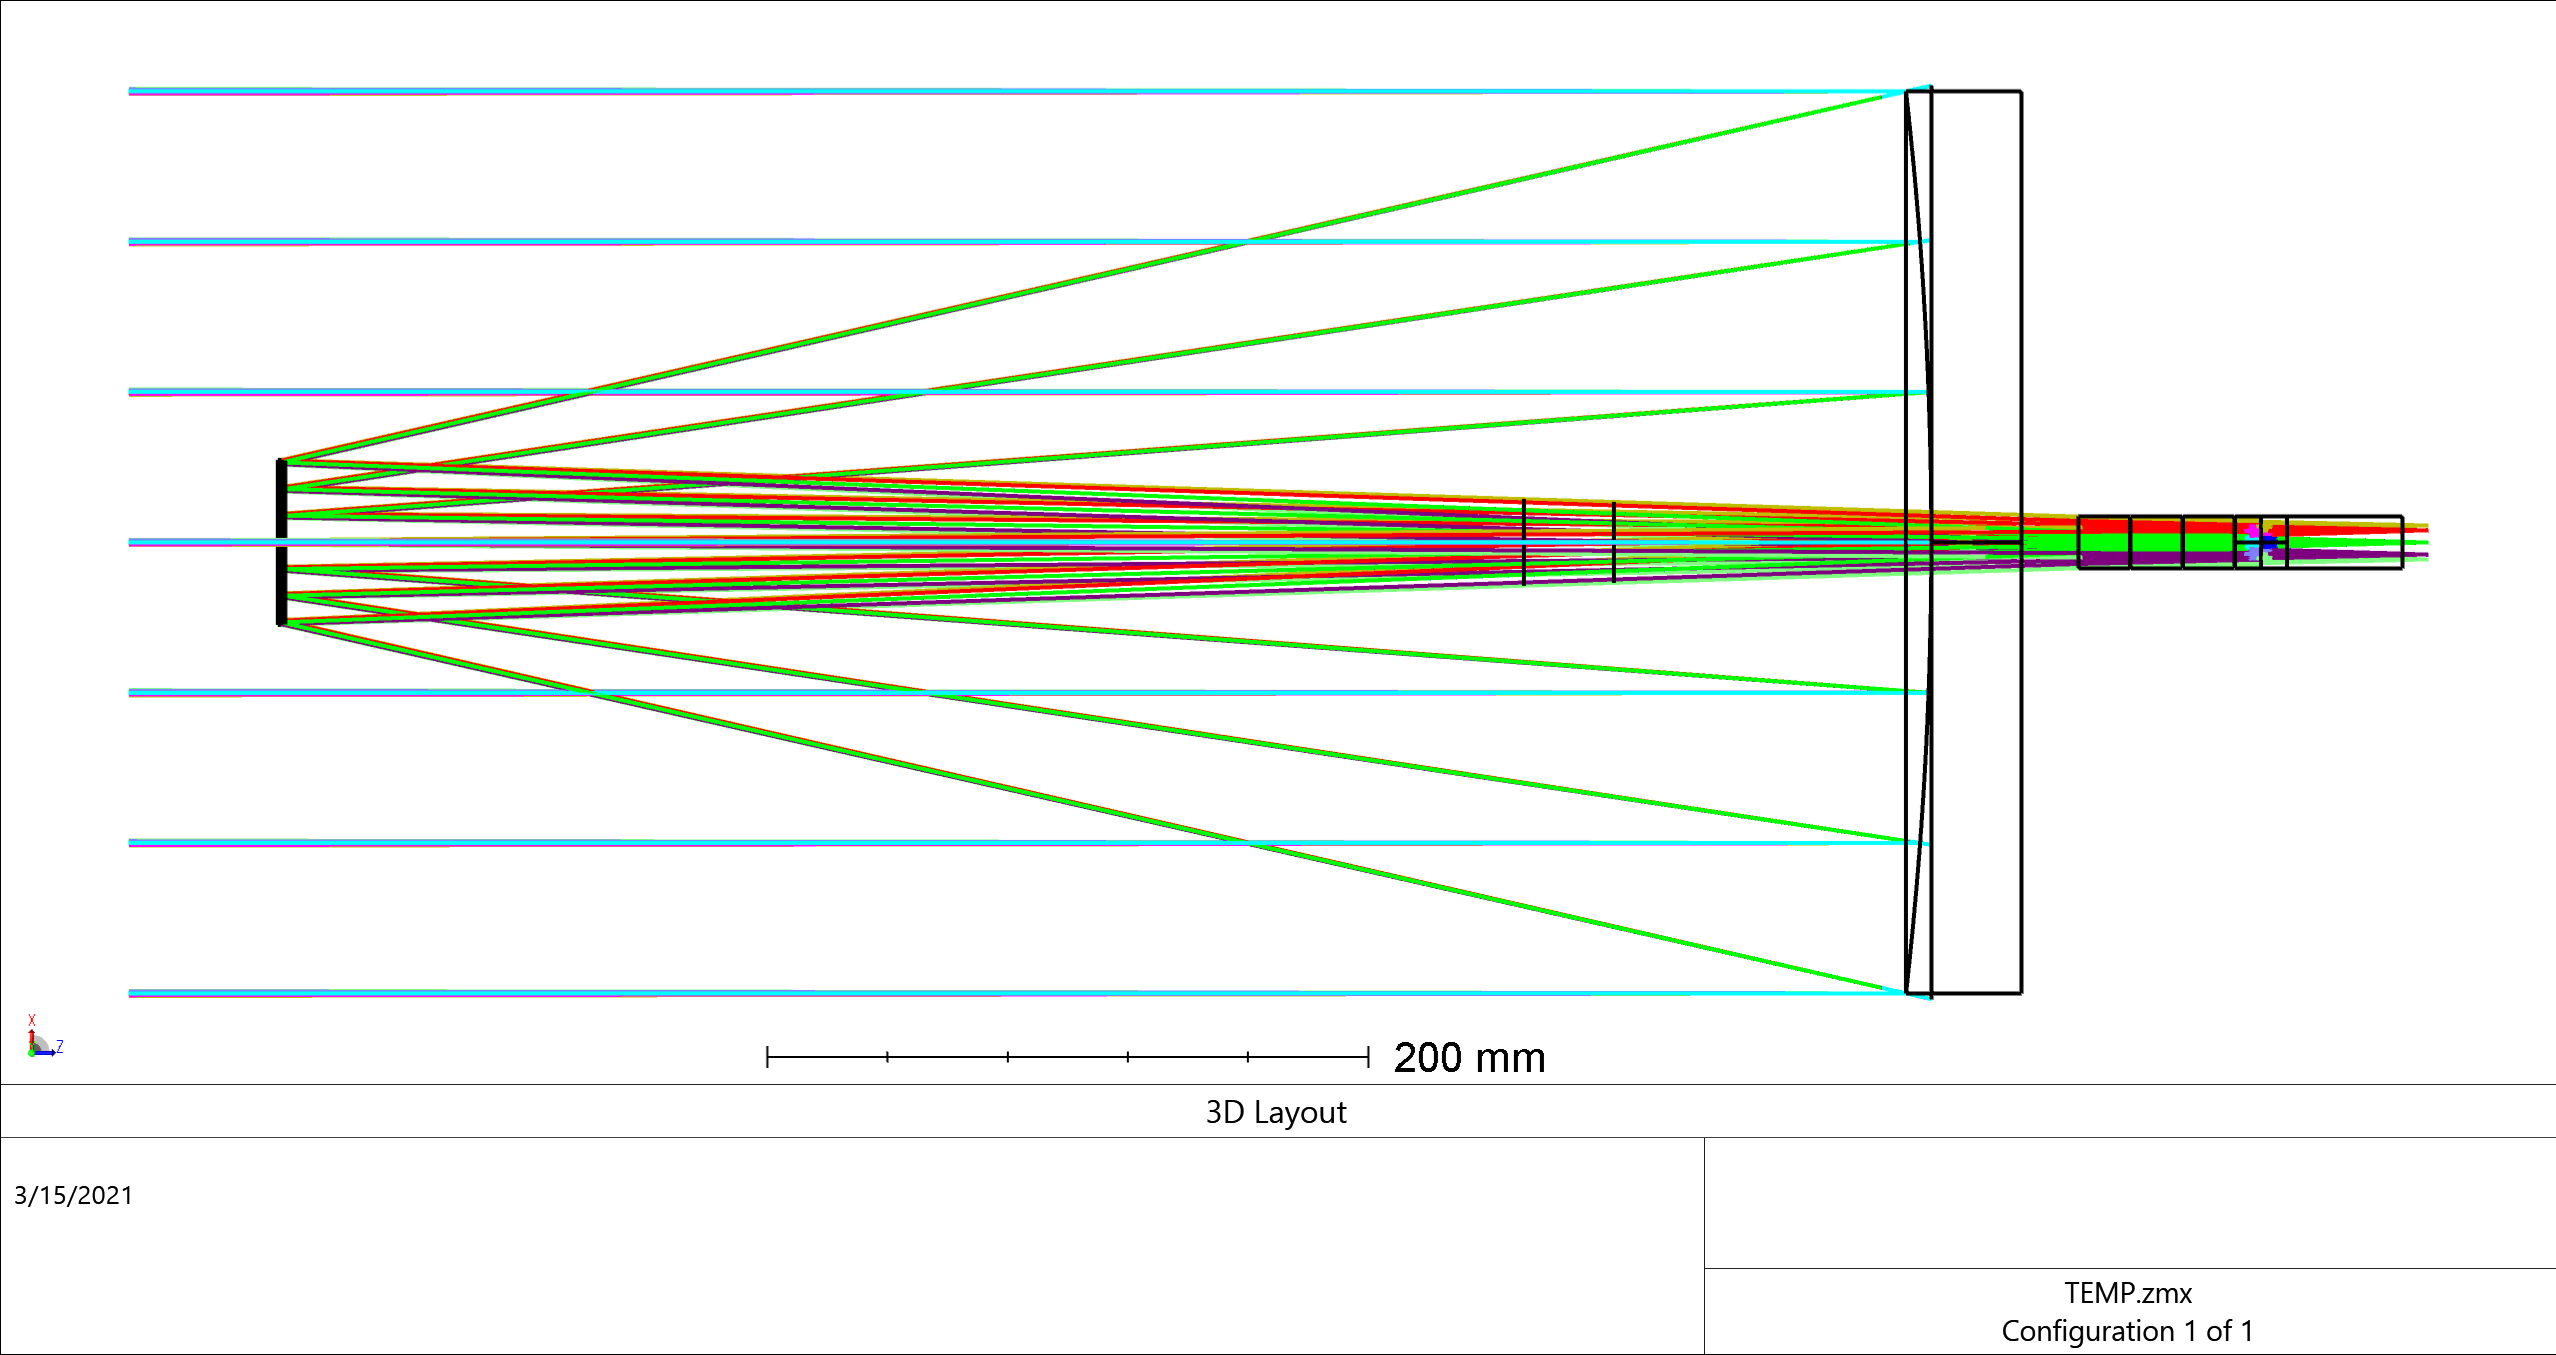 X
Z
200 mm
3D Layout
3/15/2021
TEMP.zmx
Configuration 1 of 1